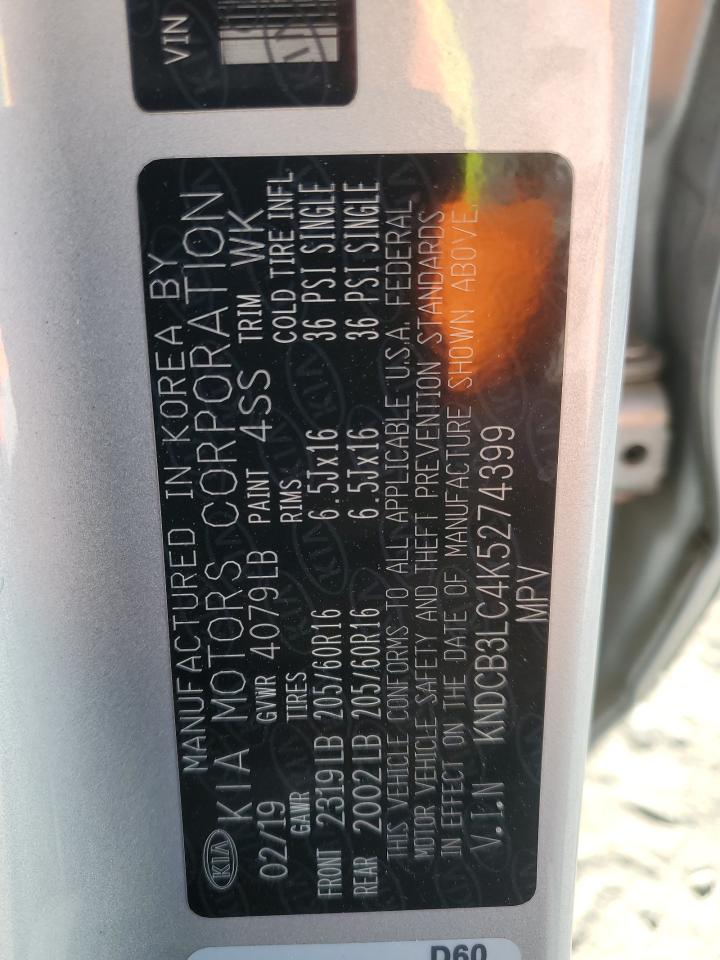 VIN
MANUFACTURED IN KOREA BY
KIA KIA MOTORS CORPORATION
02/19 GVWR 4079LB PAINT 4SS TRIM WK
GAWR TIRES RIMS COLD TIRE INFL
FRONT 2319LB 205/60R16 6.5Jx16 36 PSI SINGLE
REAR 2002LB 205/60R16 6.5Jx16 36 PSI SINGLE
THIS VEHICLE CONFORMS TO ALL APPLICABLE U.S.A. FEDERAL
MOTOR VEHICLE SAFETY AND THEFT PREVENTION STANDARDS
IN EFFECT ON THE DATE OF MANUFACTURE SHOWN ABOVE.
V.I.N KNDCB3LC4K5274399
MPV
D60